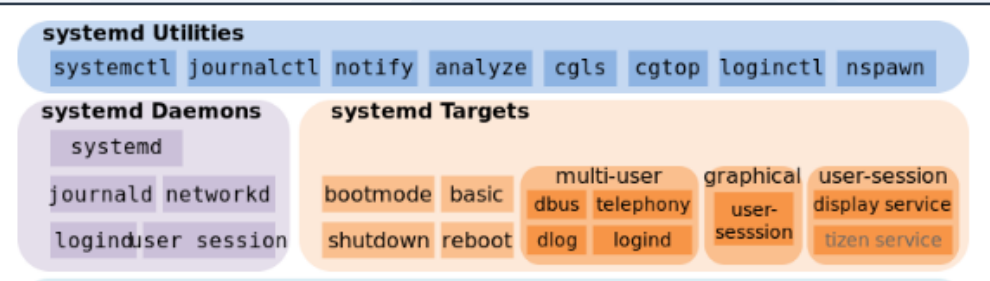 systemd Utilities
systemctl journalctl notify analyze cgls cgtop loginctl nspawn
systemd Daemons
systemd
journald networkd
logind user session
systemd Targets
bootmode basic
shutdown reboot
multi-user
dbus telephony
dlog logind
graphical
user-
sesssion
user-session
display service
tizen service